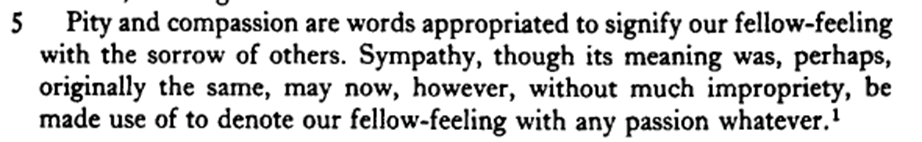 5 Pity and compassion are words appropriated to signify our fellow-feeling
with the sorrow of others. Sympathy, though its meaning was, perhaps,
originally the same, may now, however, without much impropriety, be
made use of to denote our fellow-feeling with any passion whatever.¹